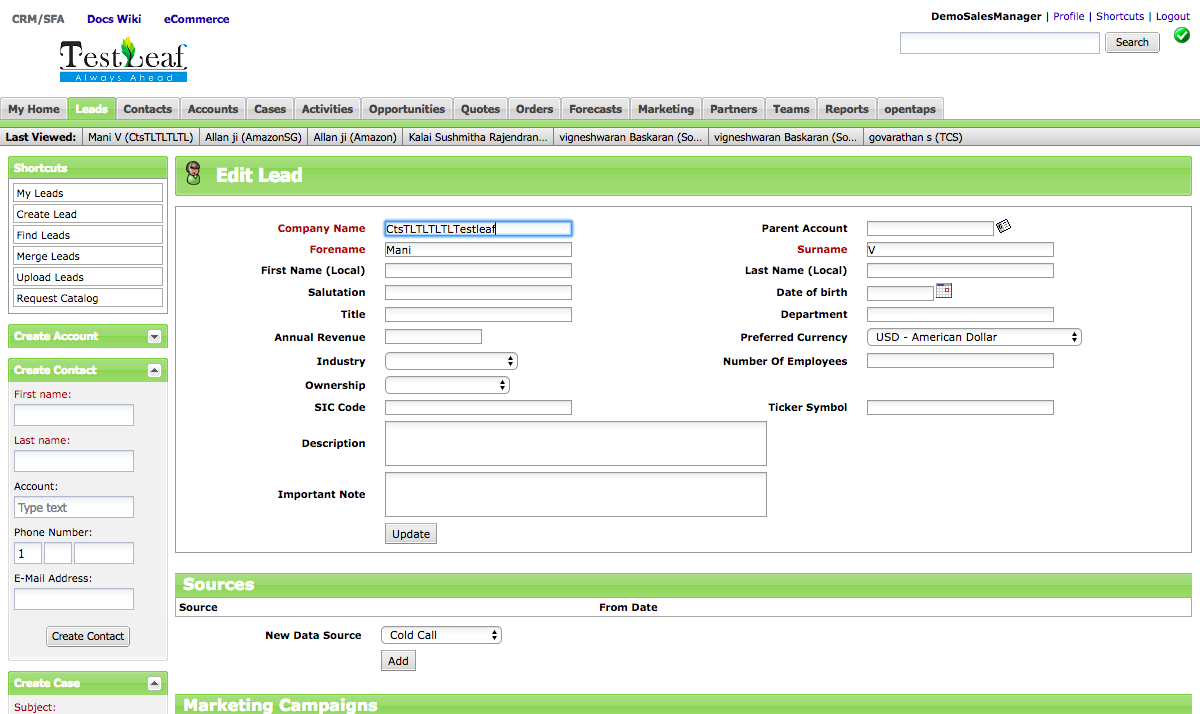 CRM/SFA Docs Wiki eCommerce
DemoSalesManager | Profile | Shortcuts | Logout
TestLeaf
Always Ahead
Search
My Home Leads Contacts Accounts Cases Activities Opportunities Quotes Orders Forecasts Marketing Partners Teams Reports opentaps
Last Viewed: Mani V (CtsTLTLTLTL) Allan ji (AmazonSG) Allan ji (Amazon) Kalai Sushmitha Rajendran... vigneshwaran Baskaran (So... vigneshwaran Baskaran (So... govarathan s (TCS)
Shortcuts
My Leads
Create Lead
Find Leads
Merge Leads
Upload Leads
Request Catalog
Create Account
Create Contact
First name:
Last name:
Account:
Type text
Phone Number:
1
E-Mail Address:
Create Contact
Create Case
Subject:
Edit Lead
Company Name CtsTLTLTLTLTestleaf Parent Account
Forename Mani Surname V
First Name (Local) Last Name (Local)
Salutation Date of birth
Title Department
Annual Revenue Preferred Currency USD - American Dollar
Industry Number Of Employees
Ownership
SIC Code Ticker Symbol
Description
Important Note
Update
Sources
Source From Date
New Data Source Cold Call
Add
Marketing Campaigns